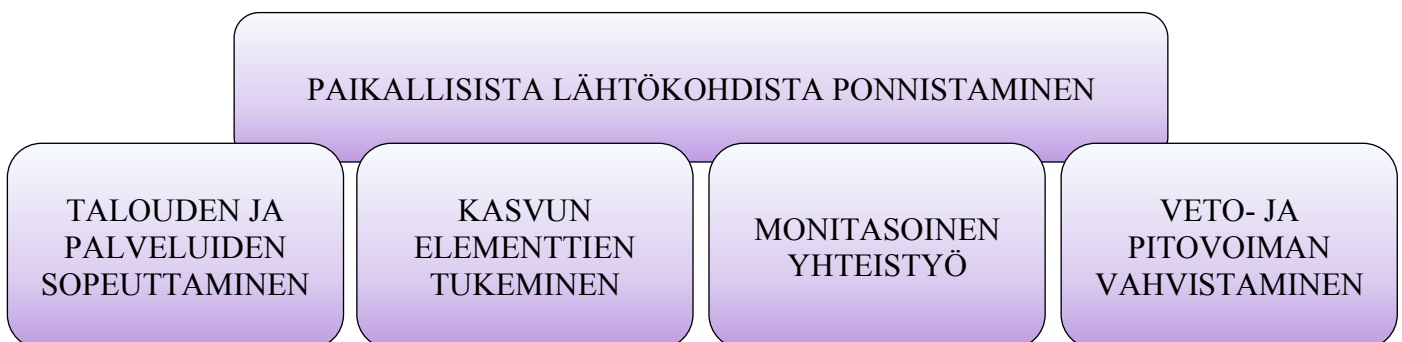 PAIKALLISISTA LÄHTÖKOHDISTA PONNISTAMINEN
TALOUDEN JA
PALVELUIDEN
SOPEUTTAMINEN
KASVUN
ELEMENTTIEN
TUKEMINEN
MONITASOINEN
YHTEISTYÖ
VETO- JA
PITOVOIMAN
VAHVISTAMINEN